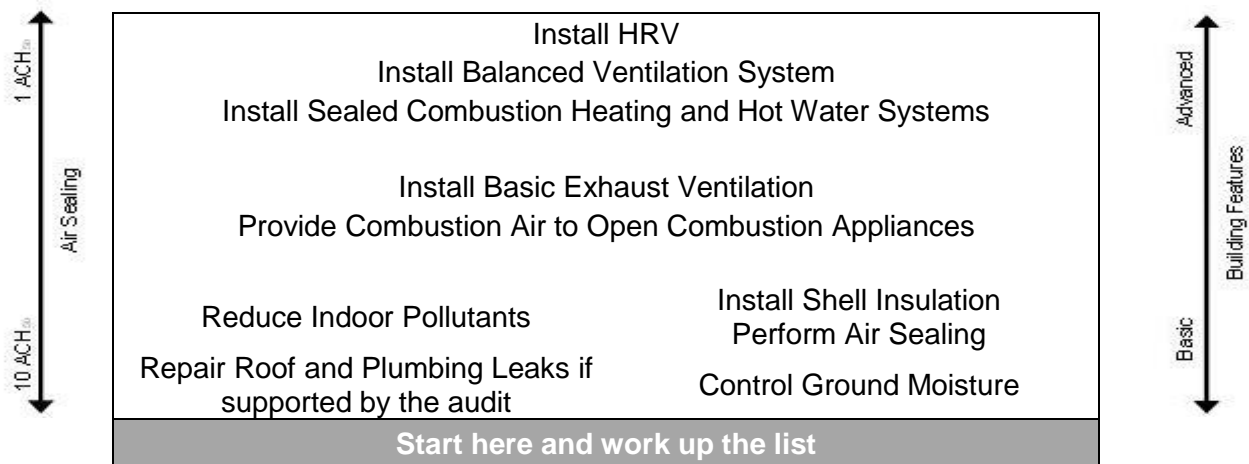 1 ACH50
Air Sealing
10 ACH50
Install HRV
Install Balanced Ventilation System
Install Sealed Combustion Heating and Hot Water Systems
Install Basic Exhaust Ventilation
Provide Combustion Air to Open Combustion Appliances
Reduce Indoor Pollutants
Repair Roof and Plumbing Leaks if
supported by the audit
Install Shell Insulation
Perform Air Sealing
Control Ground Moisture
Start here and work up the list
Advanced
Building Features
Basic